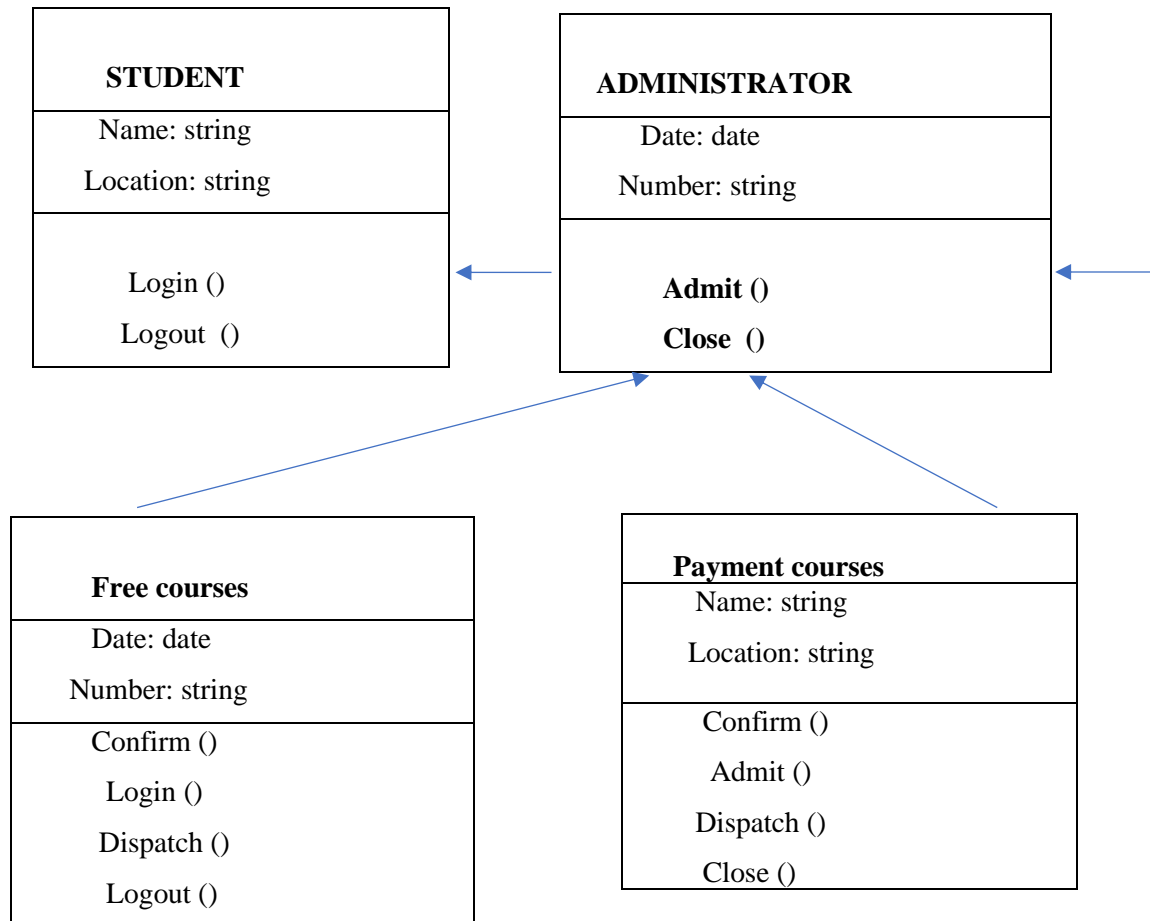 STUDENT
Name: string
Location: string
Login ()
Logout ()
ADMINISTRATOR
Date: date
Number: string
Admit ()
Close ()
Free courses
Date: date
Number: string
Confirm ()
Login ()
Dispatch ()
Logout ()
Payment courses
Name: string
Location: string
Confirm ()
Admit ()
Dispatch ()
Close ()